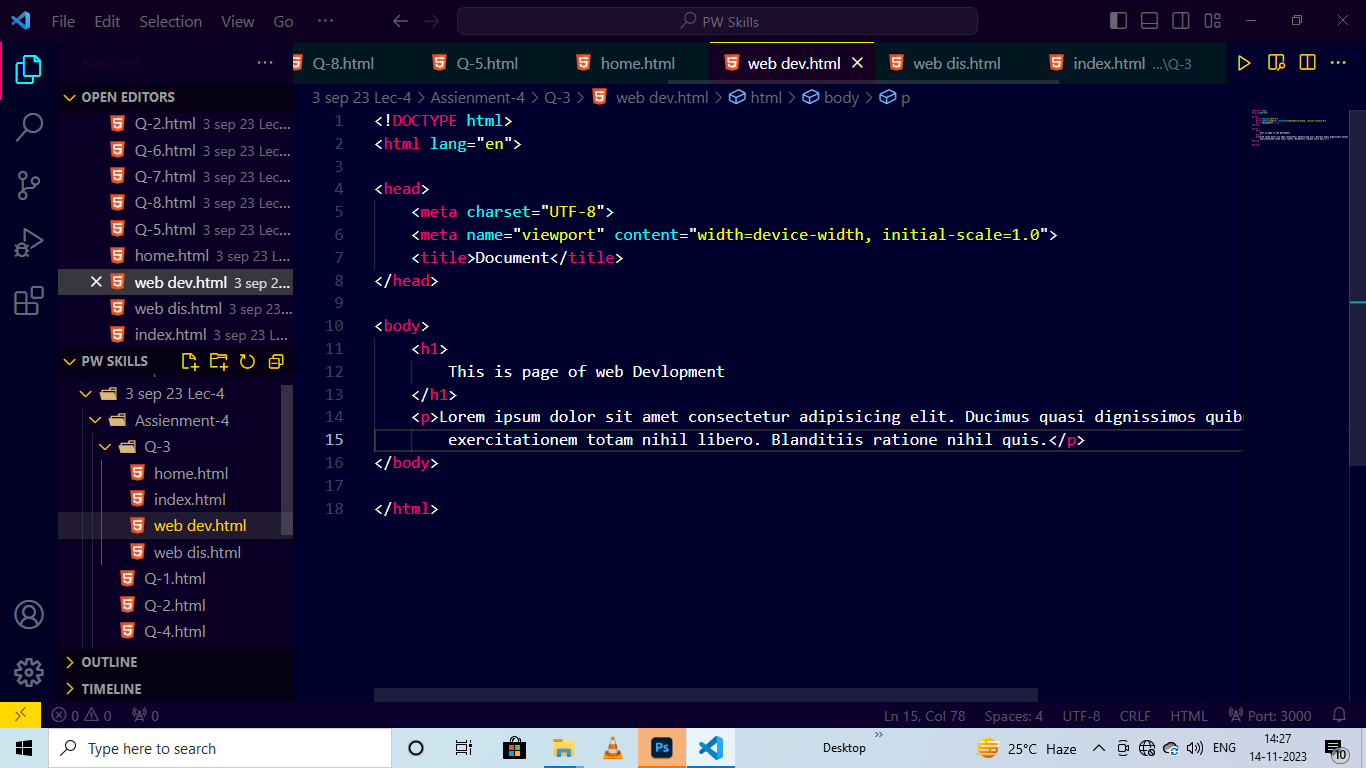 File Edit Selection View Go ··· PW Skills
EXPLORER ···
Q-8.html Q-5.html home.html web dev.html web dis.html index.html ...\Q-3
OPEN EDITORS
Q-2.html 3 sep 23 Lec...
Q-6.html 3 sep 23 Lec...
Q-7.html 3 sep 23 Lec...
Q-8.html 3 sep 23 Lec...
Q-5.html 3 sep 23 Lec...
home.html 3 sep 23 L...
web dev.html 3 sep 2...
web dis.html 3 sep 23...
index.html 3 sep 23 L...
PW SKILLS
3 sep 23 Lec-4
Assienment-4
Q-3
home.html
index.html
web dev.html
web dis.html
Q-1.html
Q-2.html
Q-4.html
OUTLINE
TIMELINE
3 sep 23 Lec-4 > Assienment-4 > Q-3 > web dev.html > html > body > p
1 <!DOCTYPE html>
2 <html lang="en">
3
4 <head>
5 <meta charset="UTF-8">
6 <meta name="viewport" content="width=device-width, initial-scale=1.0">
7 <title>Document</title>
8 </head>
9
10 <body>
11 <h1>
12 This is page of web Devlopment
13 </h1>
14 <p>Lorem ipsum dolor sit amet consectetur adipisicing elit. Ducimus quasi dignissimos quibu
15 exercitationem totam nihil libero. Blanditiis ratione nihil quis.</p>
16 </body>
17
18 </html>
0 0 0 Ln 15, Col 78 Spaces: 4 UTF-8 CRLF HTML Port: 3000
Type here to search Ps Desktop » 25°C Haze ENG 14:27
14-11-2023 10